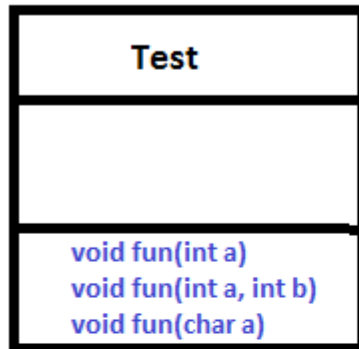 Test
void fun(int a)
void fun(int a, int b)
void fun(char a)